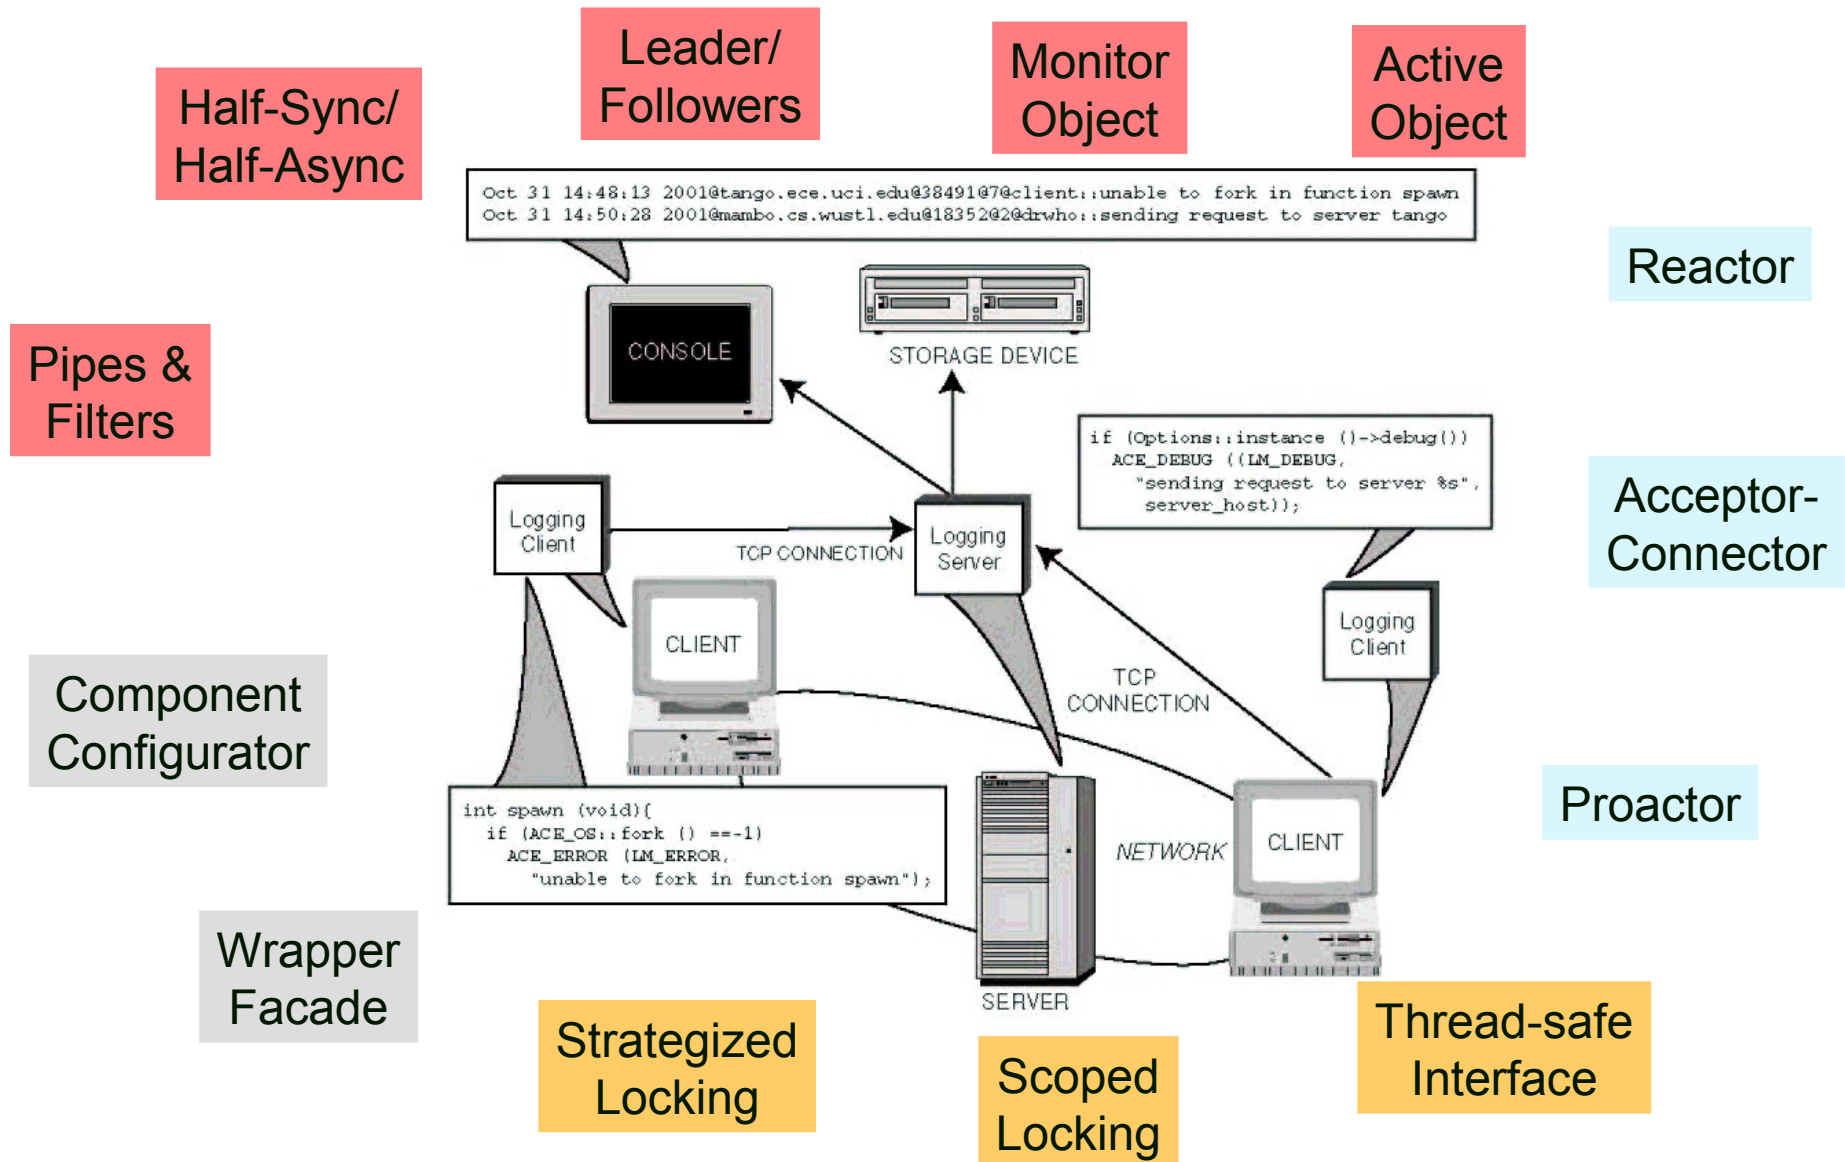 Leader/
Followers
Monitor
Object
Active
Object
Half-Sync/
Half-Async
Oct 31 14:48:13 2001@tango.ece.uci.edu@38491@7@client::unable to fork in function spawn
Oct 31 14:50:28 2001@mambo.cs.wustl.edu@18352@2@drwho::sending request to server tango
Reactor
CONSOLE
STORAGE DEVICE
Pipes &
Filters
if (Options::instance ()->debug())
ACE_DEBUG ((LM_DEBUG,
"sending request to server %s",
server_host));
Acceptor-
Connector
Logging
Client
TCP CONNECTION
Logging
Server
Logging
Client
CLIENT
TCP
CONNECTION
Component
Configurator
int spawn (void){
if (ACE_OS::fork () ==-1)
ACE_ERROR (LM_ERROR,
"unable to fork in function spawn");
NETWORK
CLIENT
Proactor
Wrapper
Facade
SERVER
Strategized
Locking
Scoped
Locking
Thread-safe
Interface